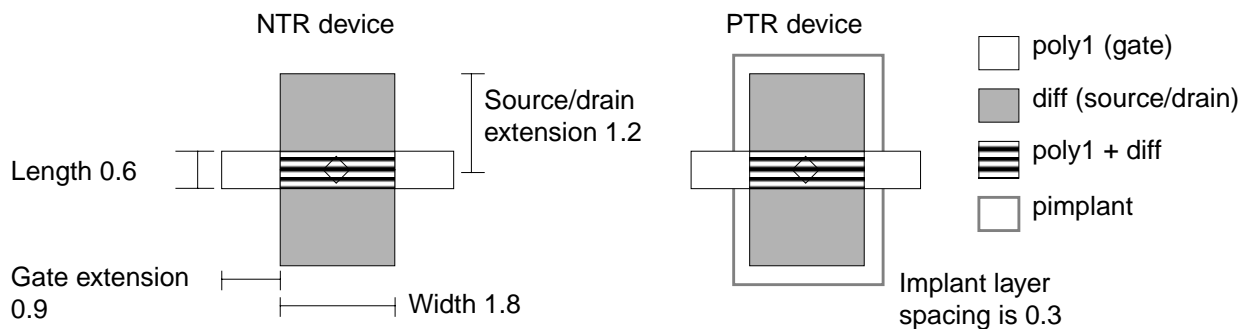 NTR device
PTR device
poly1 (gate)
diff (source/drain)
poly1 + diff
pimplant
Source/drain
extension 1.2
Length 0.6
Gate extension
0.9
Width 1.8
Implant layer
spacing is 0.3